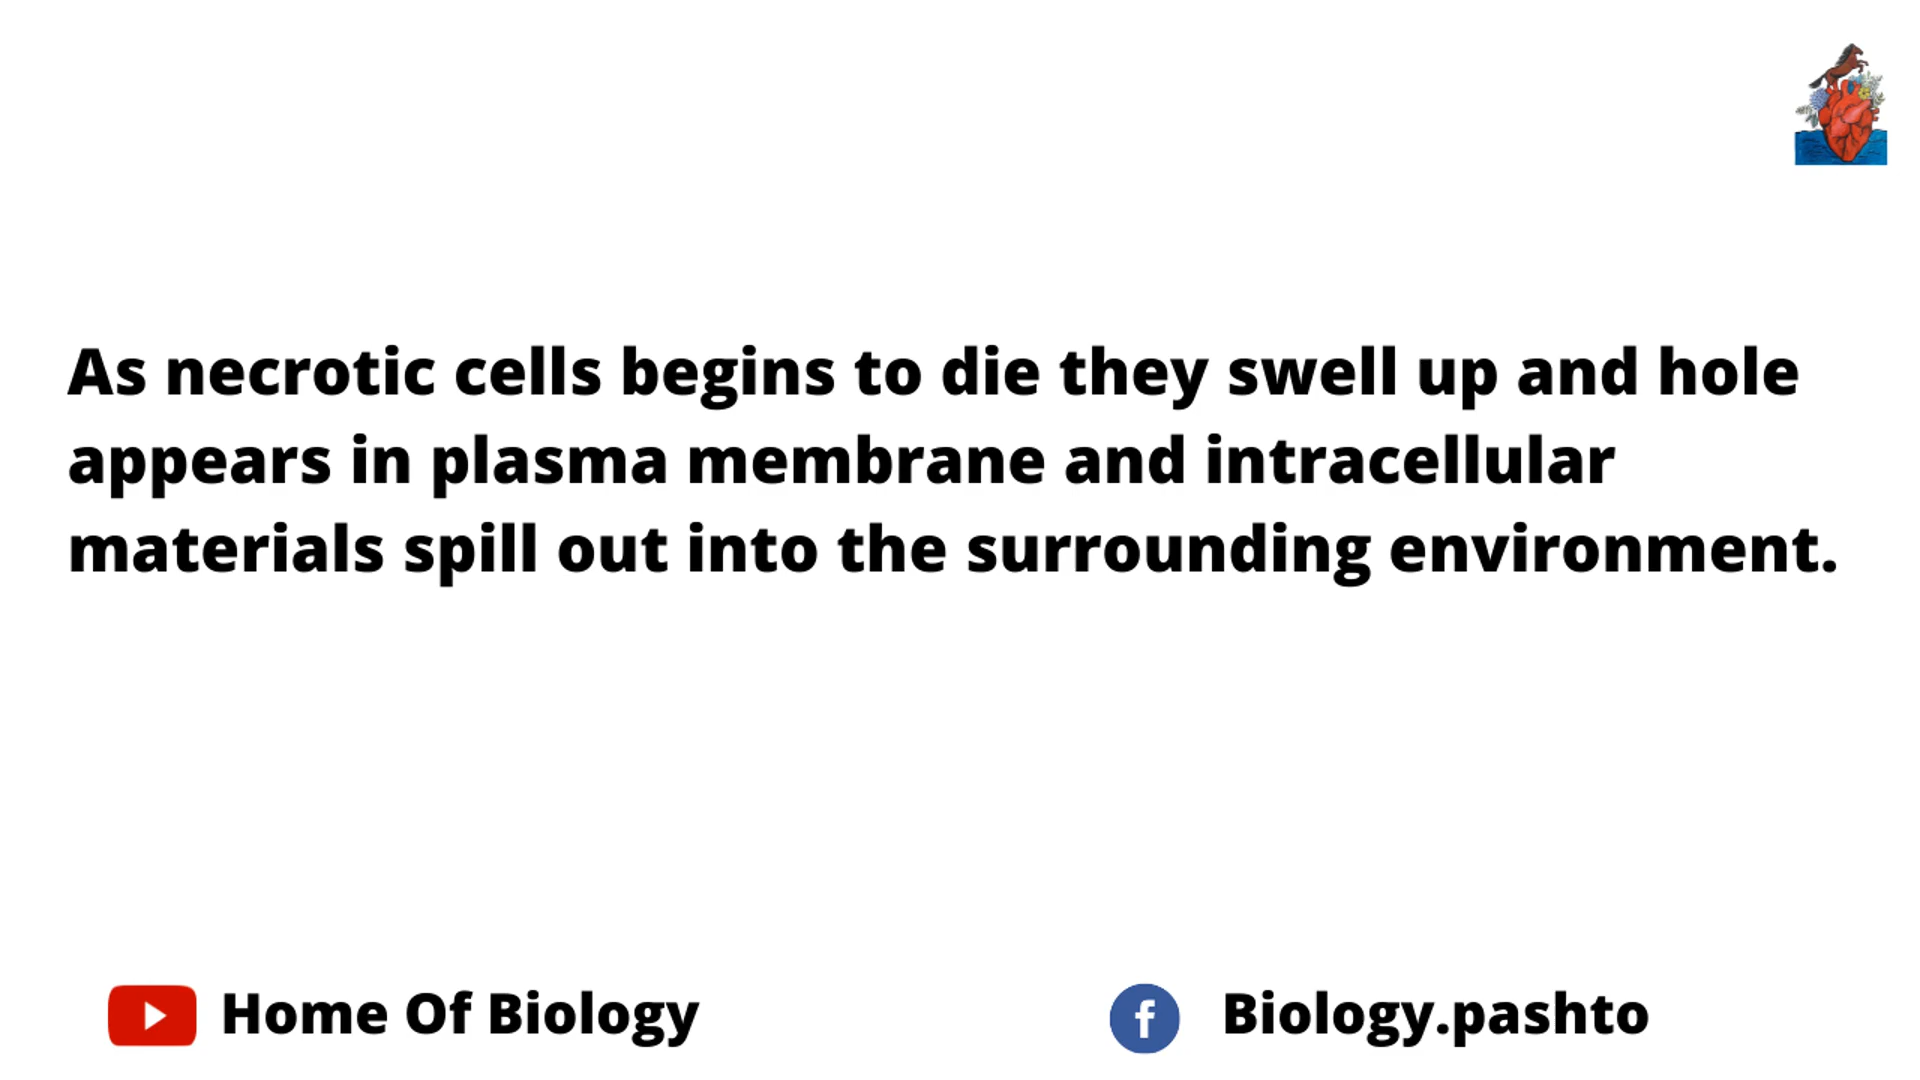 As necrotic cells begins to die they swell up and hole
appears in plasma membrane and intracellular
materials spill out into the surrounding environment.
Home Of Biology
Biology.pashto